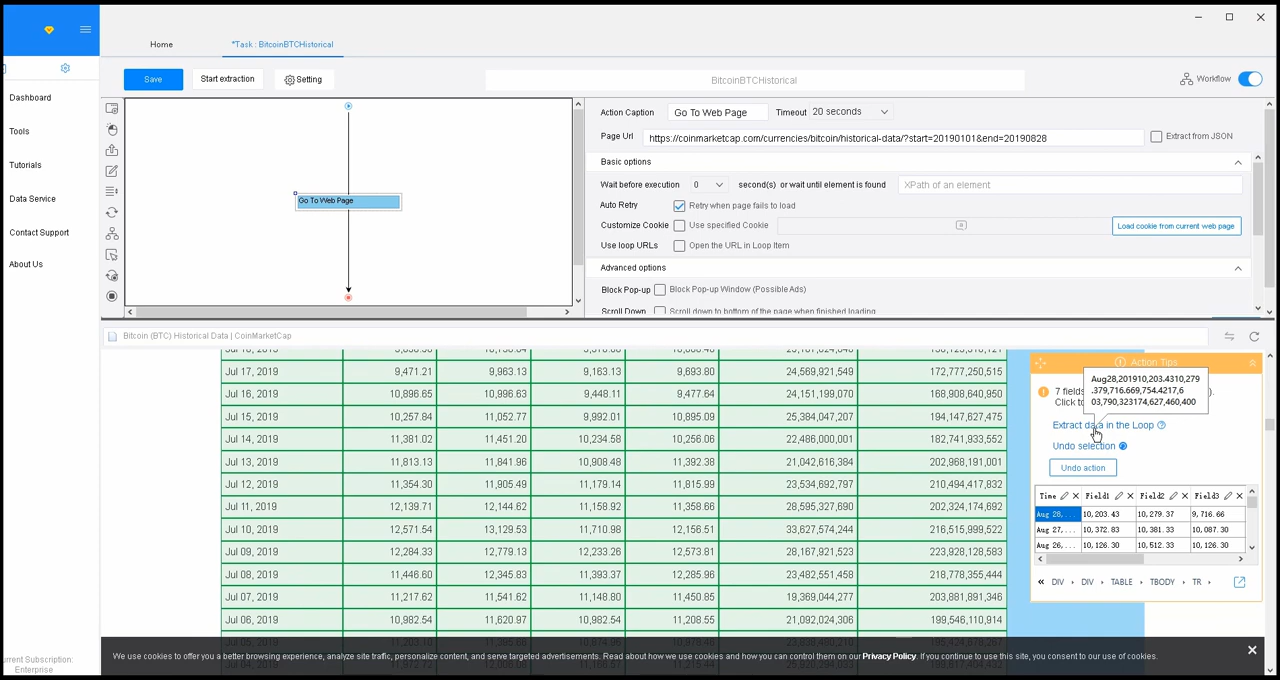 Home
*Task : BitcoinBTCHistorical
Save
Start extraction
Setting
BitcoinBTCHistorical
Workflow
Dashboard
Tools
Tutorials
Data Service
Contact Support
About Us
Go To Web Page
Action Caption Go To Web Page Timeout 20 seconds
Page Url https://coinmarketcap.com/currencies/bitcoin/historical-data/?start=20190101&end=20190828 Extract from JSON
Basic options
Wait before execution 0 second(s) or wait until element is found XPath of an element
Auto Retry Retry when page fails to load
Customize Cookie Use specified Cookie Load cookie from current web page
Use loop URLs Open the URL in Loop Item
Advanced options
Block Pop-up Block Pop-up Window (Possible Ads)
Scroll Down Scroll down to bottom of the page when finished loading
Bitcoin (BTC) Historical Data | CoinMarketCap
Jul 17, 2019 9,471.21 9,963.13 9,163.13 9,693.80 24,569,921,549 172,777,250,515
Jul 16, 2019 10,896.65 10,996.63 9,448.11 9,477.64 24,151,199,070 168,908,640,950
Jul 15, 2019 10,257.84 11,052.77 9,992.01 10,895.09 25,384,047,207 194,147,627,475
Jul 14, 2019 11,381.02 11,451.20 10,234.58 10,256.06 22,486,000,001 182,741,933,552
Jul 13, 2019 11,813.13 11,841.96 10,908.48 11,392.38 21,042,616,384 202,968,191,001
Jul 12, 2019 11,354.30 11,905.49 11,179.14 11,815.99 23,534,692,797 210,494,417,832
Jul 11, 2019 12,139.71 12,144.62 11,158.92 11,358.66 28,595,327,690 202,324,174,692
Jul 10, 2019 12,571.54 13,129.53 11,710.98 12,156.51 33,627,574,244 216,515,999,522
Jul 09, 2019 12,284.33 12,779.13 12,233.26 12,573.81 28,167,921,523 223,928,128,583
Jul 08, 2019 11,446.60 12,345.83 11,393.37 12,285.96 23,482,551,458 218,778,355,444
Jul 07, 2019 11,217.62 11,541.62 11,148.80 11,450.85 19,369,044,277 203,881,891,346
Jul 06, 2019 10,982.54 11,620.97 10,982.54 11,208.55 21,092,024,306 199,546,110,914
Action Tips
Aug28,201910,203.4310,279
.379,716.669,754.4217,6
03,790,323174,627,460,400
7 fields ).
Click to
Extract data in the Loop
Undo selection
Undo action
Time Field1 Field2 Field3
Aug 28,... 10,203.43 10,279.37 9,716.66
Aug 27,... 10,372.83 10,381.33 10,087.30
Aug 26,... 10,126.30 10,512.33 10,126.30
« DIV DIV TABLE TBODY TR
We use cookies to offer you a better browsing experience, analyze site traffic, personalize content, and serve targeted advertisements. Read about how we use cookies and how you can control them on our Privacy Policy. If you continue to use this site, you consent to our use of cookies.
urrent Subscription:
Enterprise